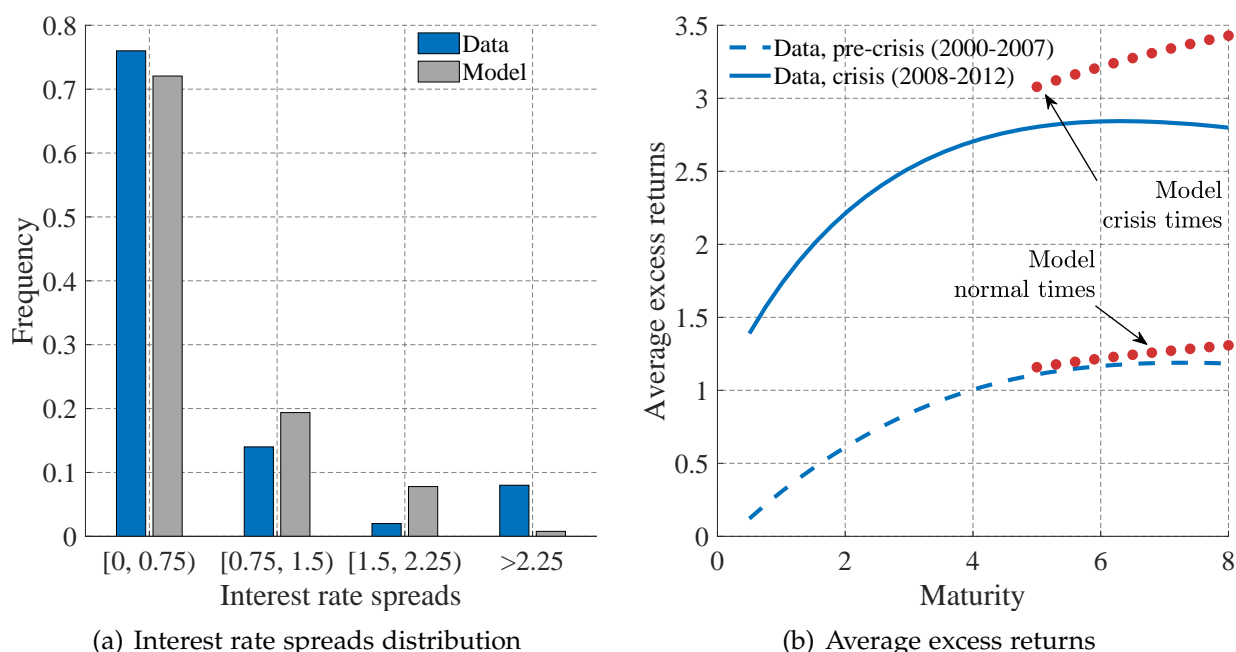 0.8
0.7
0.6
0.5
0.4
0.3
0.2
0.1
0
Frequency
Data
Model
[0, 0.75)
[0.75, 1.5)
[1.5, 2.25)
>2.25
Interest rate spreads
(a) Interest rate spreads distribution
3.5
3
2.5
2
1.5
1
0.5
0
Average excess returns
Data, pre-crisis (2000-2007)
Data, crisis (2008-2012)
Model
crisis times
Model
normal times
0
2
4
6
8
Maturity
(b) Average excess returns